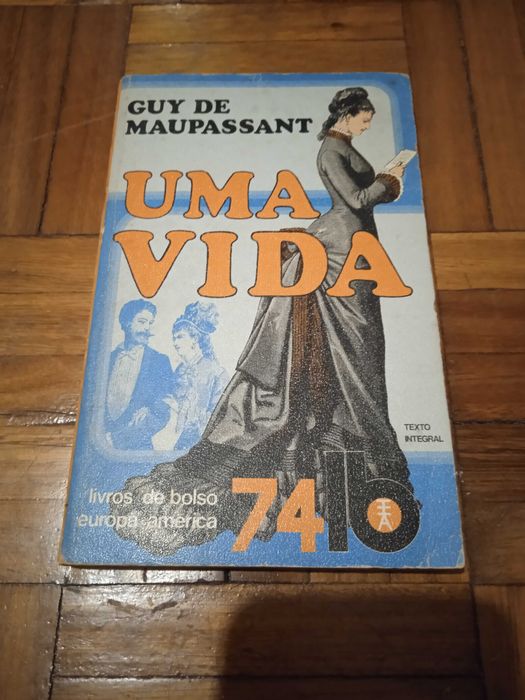 GUY DE
MAUPASSANT
UMA
VIDA
TEXTO
INTEGRAL
livros de bolso
europa-américa
74 lb